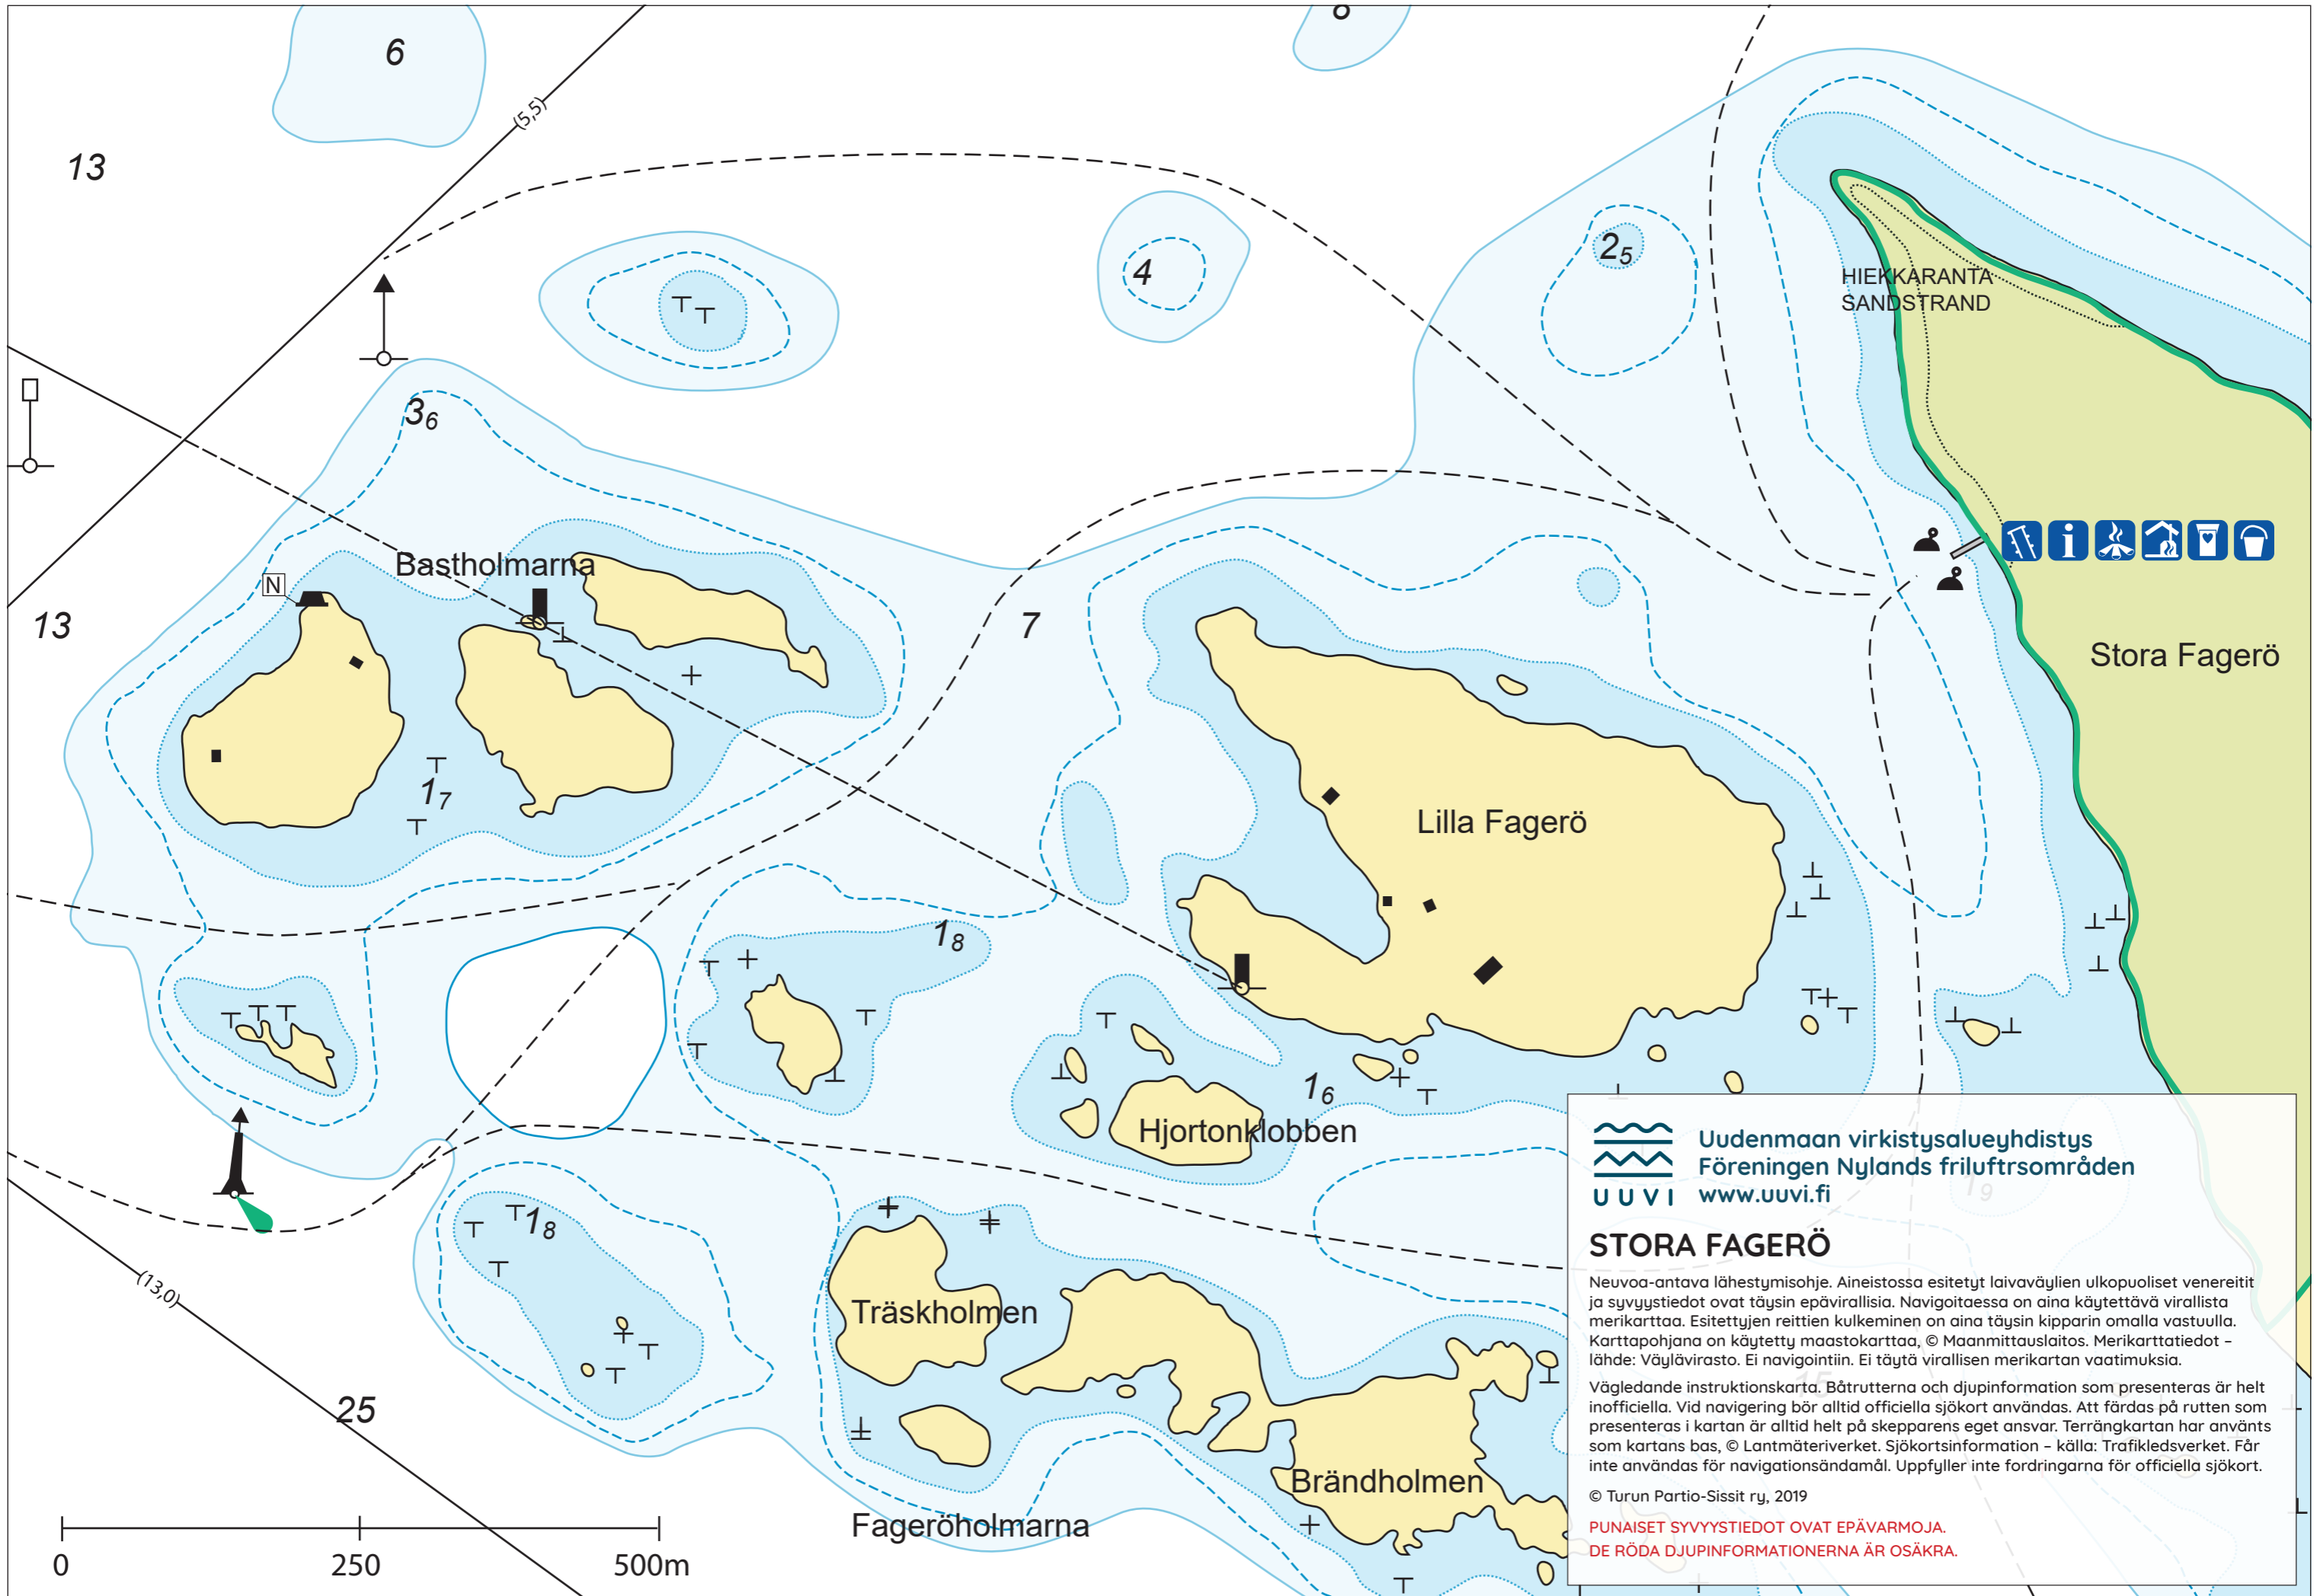 6
8
(5,5)
13
2₅
4
HIEKKARANTA
SANDSTRAND
3₆
Bastholmarna
N
13
7
Stora Fagerö
1₇
Lilla Fagerö
1₈
1₆
Hjortonklobben
1₈
(13,0)
Träskholmen
25
Brändholmen
Fageröholmarna
0 250 500m
UUVI
Uudenmaan virkistysalueyhdistys
Föreningen Nylands friluftrsområden
www.uuvi.fi
1₉
STORA FAGERÖ
Neuvoa-antava lähestymisohje. Aineistossa esitetyt laivaväylien ulkopuoliset venereitit
ja syvyystiedot ovat täysin epävirallisia. Navigoitaessa on aina käytettävä virallista
merikarttaa. Esitettyjen reittien kulkeminen on aina täysin kipparin omalla vastuulla.
Karttapohjana on käytetty maastokarttaa, © Maanmittauslaitos. Merikarttatiedot –
lähde: Väylävirasto. Ei navigointiin. Ei täytä virallisen merikartan vaatimuksia.
Vägledande instruktionskarta. Båtrutterna och djupinformation som presenteras är helt
inofficiella. Vid navigering bör alltid officiella sjökort användas. Att färdas på rutten som
presenteras i kartan är alltid helt på skepparens eget ansvar. Terrängkartan har använts
som kartans bas, © Lantmäteriverket. Sjökortsinformation – källa: Trafikledsverket. Får
inte användas för navigationsändamål. Uppfyller inte fordringarna för officiella sjökort.
© Turun Partio-Sissit ry, 2019
PUNAISET SYVYYSTIEDOT OVAT EPÄVARMOJA.
DE RÖDA DJUPINFORMATIONERNA ÄR OSÄKRA.